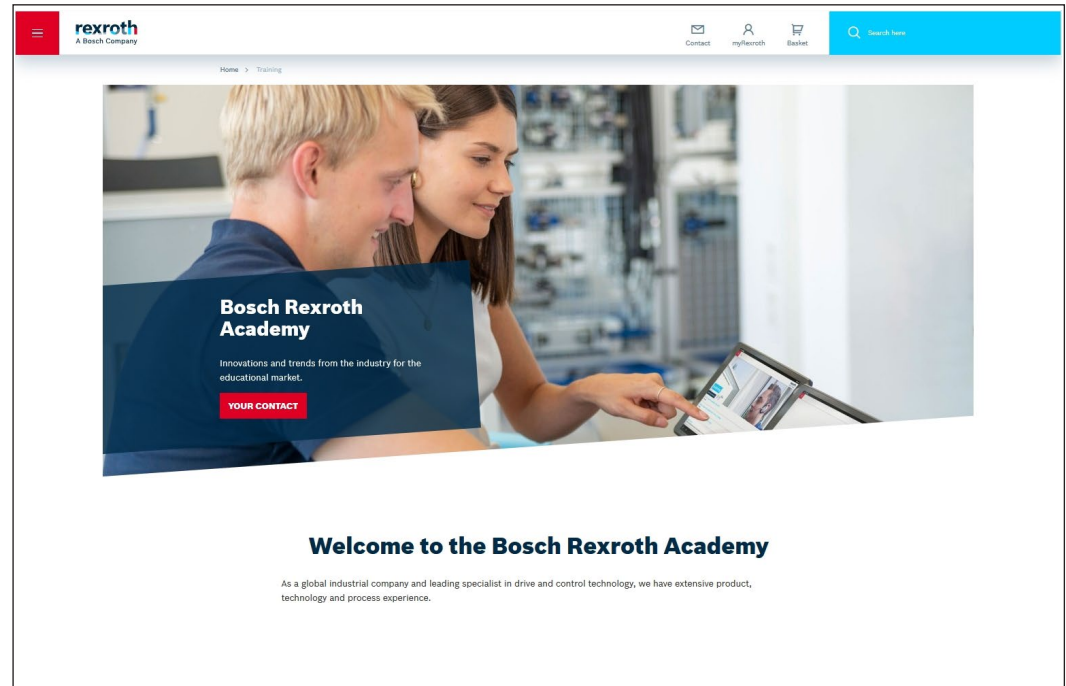 rexroth
A Bosch Company
Contact
myRexroth
Basket
Search here
Home > Training
Bosch Rexroth
Academy
Innovations and trends from the industry for the
educational market.
YOUR CONTACT
Welcome to the Bosch Rexroth Academy
As a global industrial company and leading specialist in drive and control technology, we have extensive product,
technology and process experience.